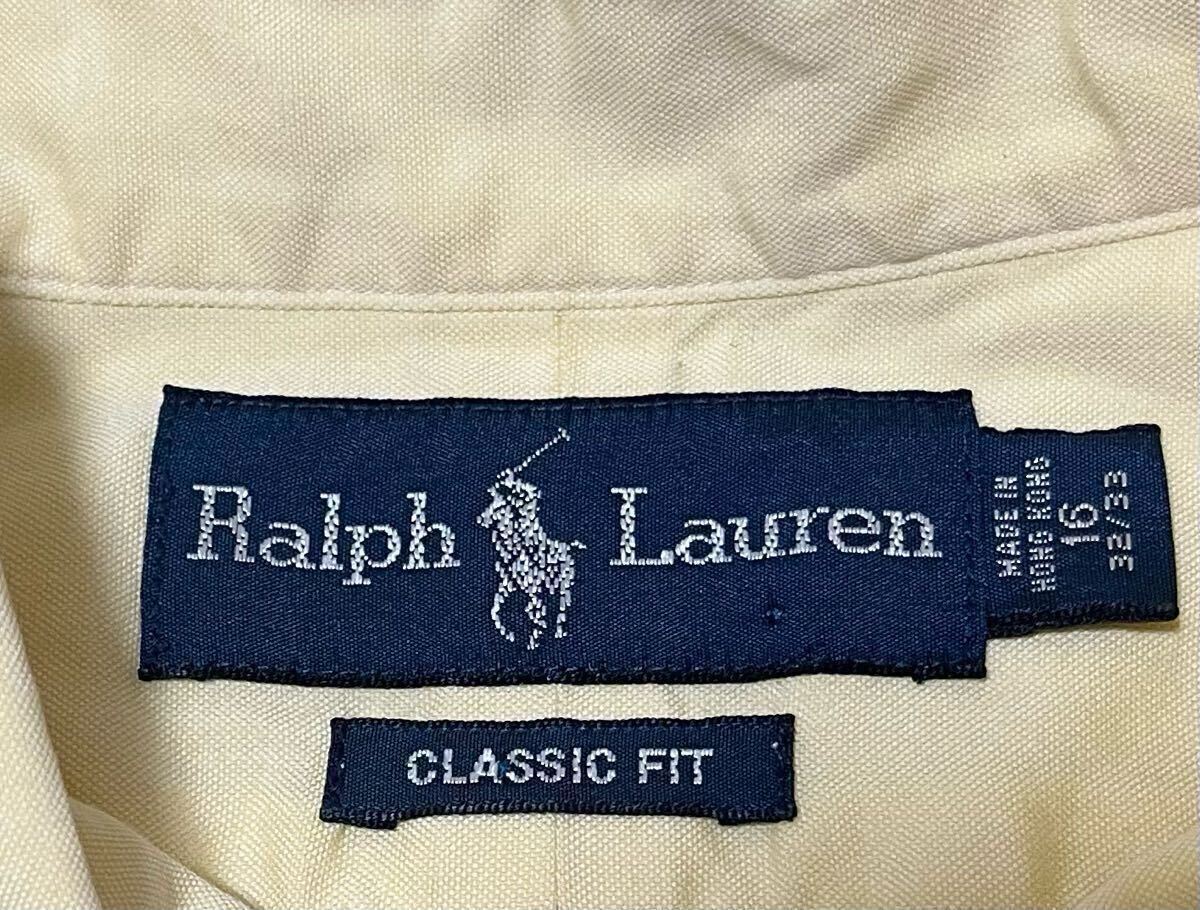 Ralph Lauren
MADE IN
HONG KONG
16
32/33
CLASSIC FIT